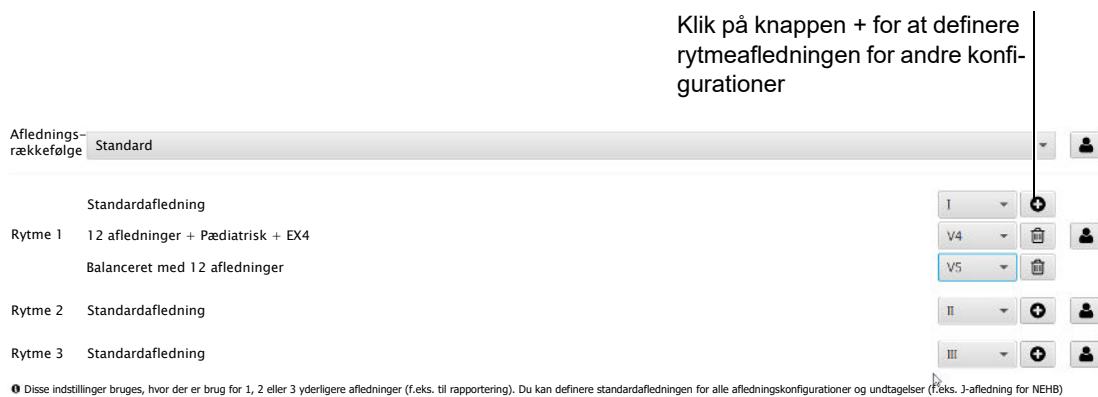 Klik på knappen + for at definere
rytmeafledningen for andre konfi-
gurationer
Aflednings-
rækkefølge Standard
Standardafledning I
Rytme 1 12 afledninger + Pædiatrisk + EX4 V4
Balanceret med 12 afledninger V5
Rytme 2 Standardafledning II
Rytme 3 Standardafledning III
Disse indstillinger bruges, hvor der er brug for 1, 2 eller 3 yderligere afledninger (f.eks. til rapportering). Du kan definere standardafledningen for alle afledningskonfigurationer og undtagelser (f.eks. J-afledning for NEHB)